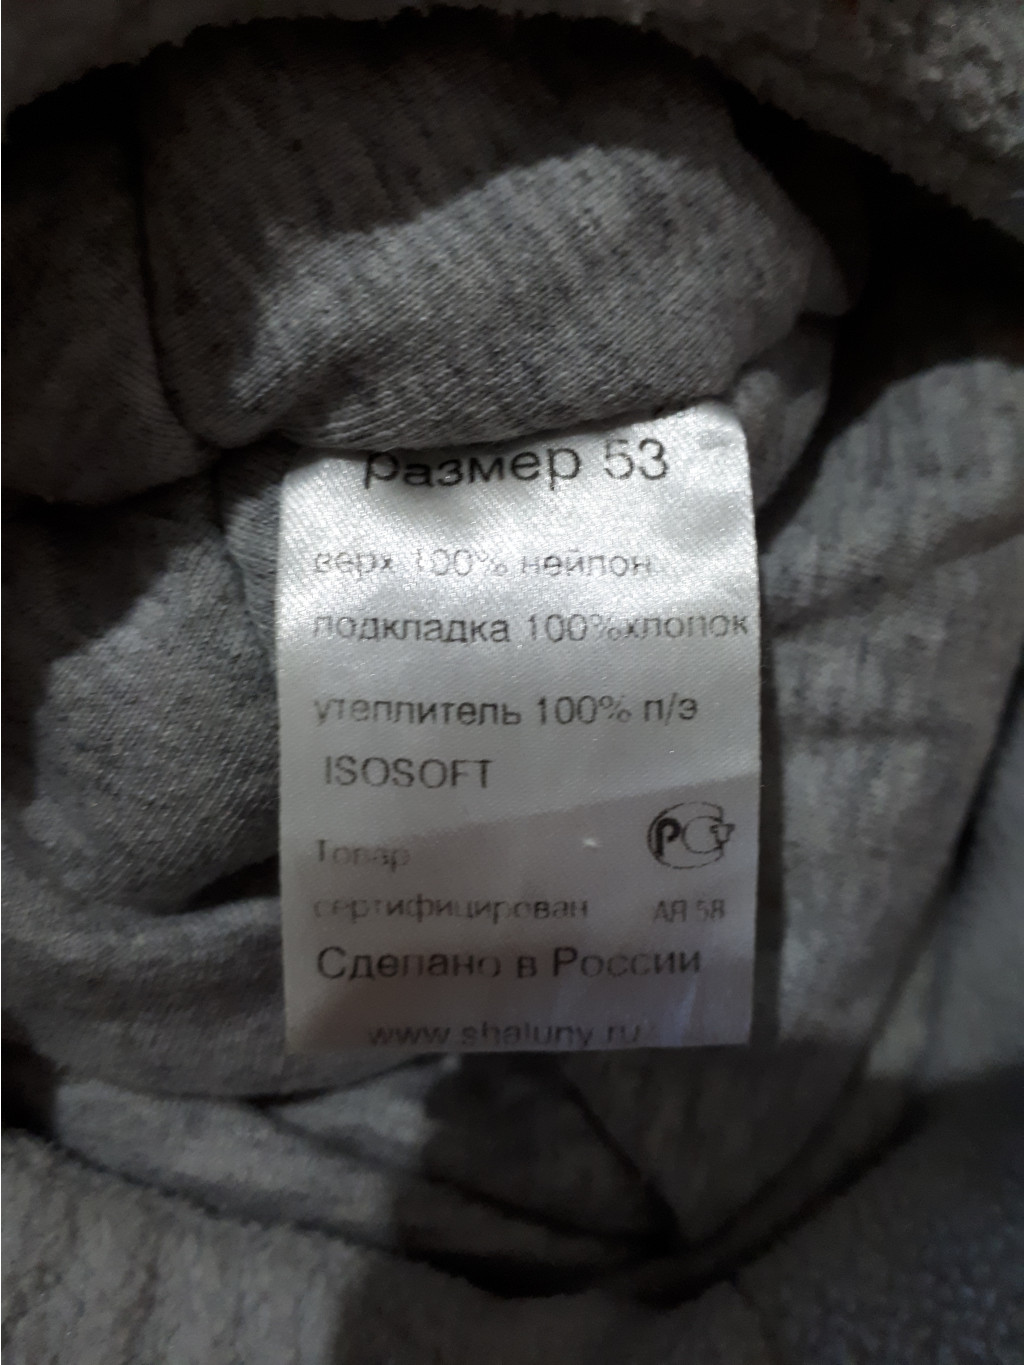 Размер 53
верх 100% нейлон
подкладка 100%хлопок
утеплитель 100% п/э
ISOSOFT
Товар
сертифицирован АЯ 58
Сделано в России
www.shaluny.ru